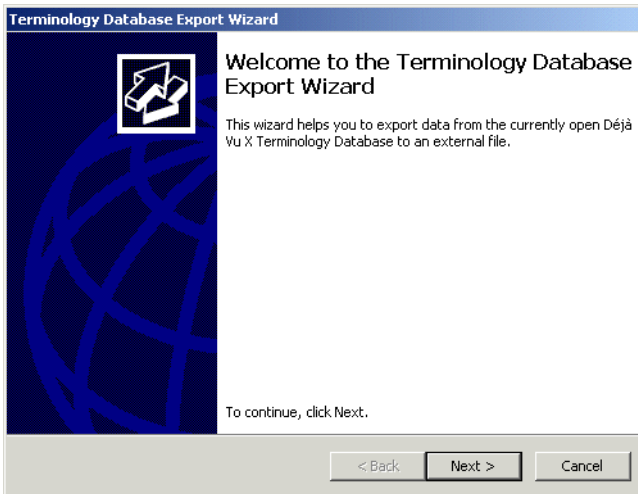 Terminology Database Export Wizard
Welcome to the Terminology Database
Export Wizard
This wizard helps you to export data from the currently open Déjà
Vu X Terminology Database to an external file.
To continue, click Next.
< Back
Next >
Cancel